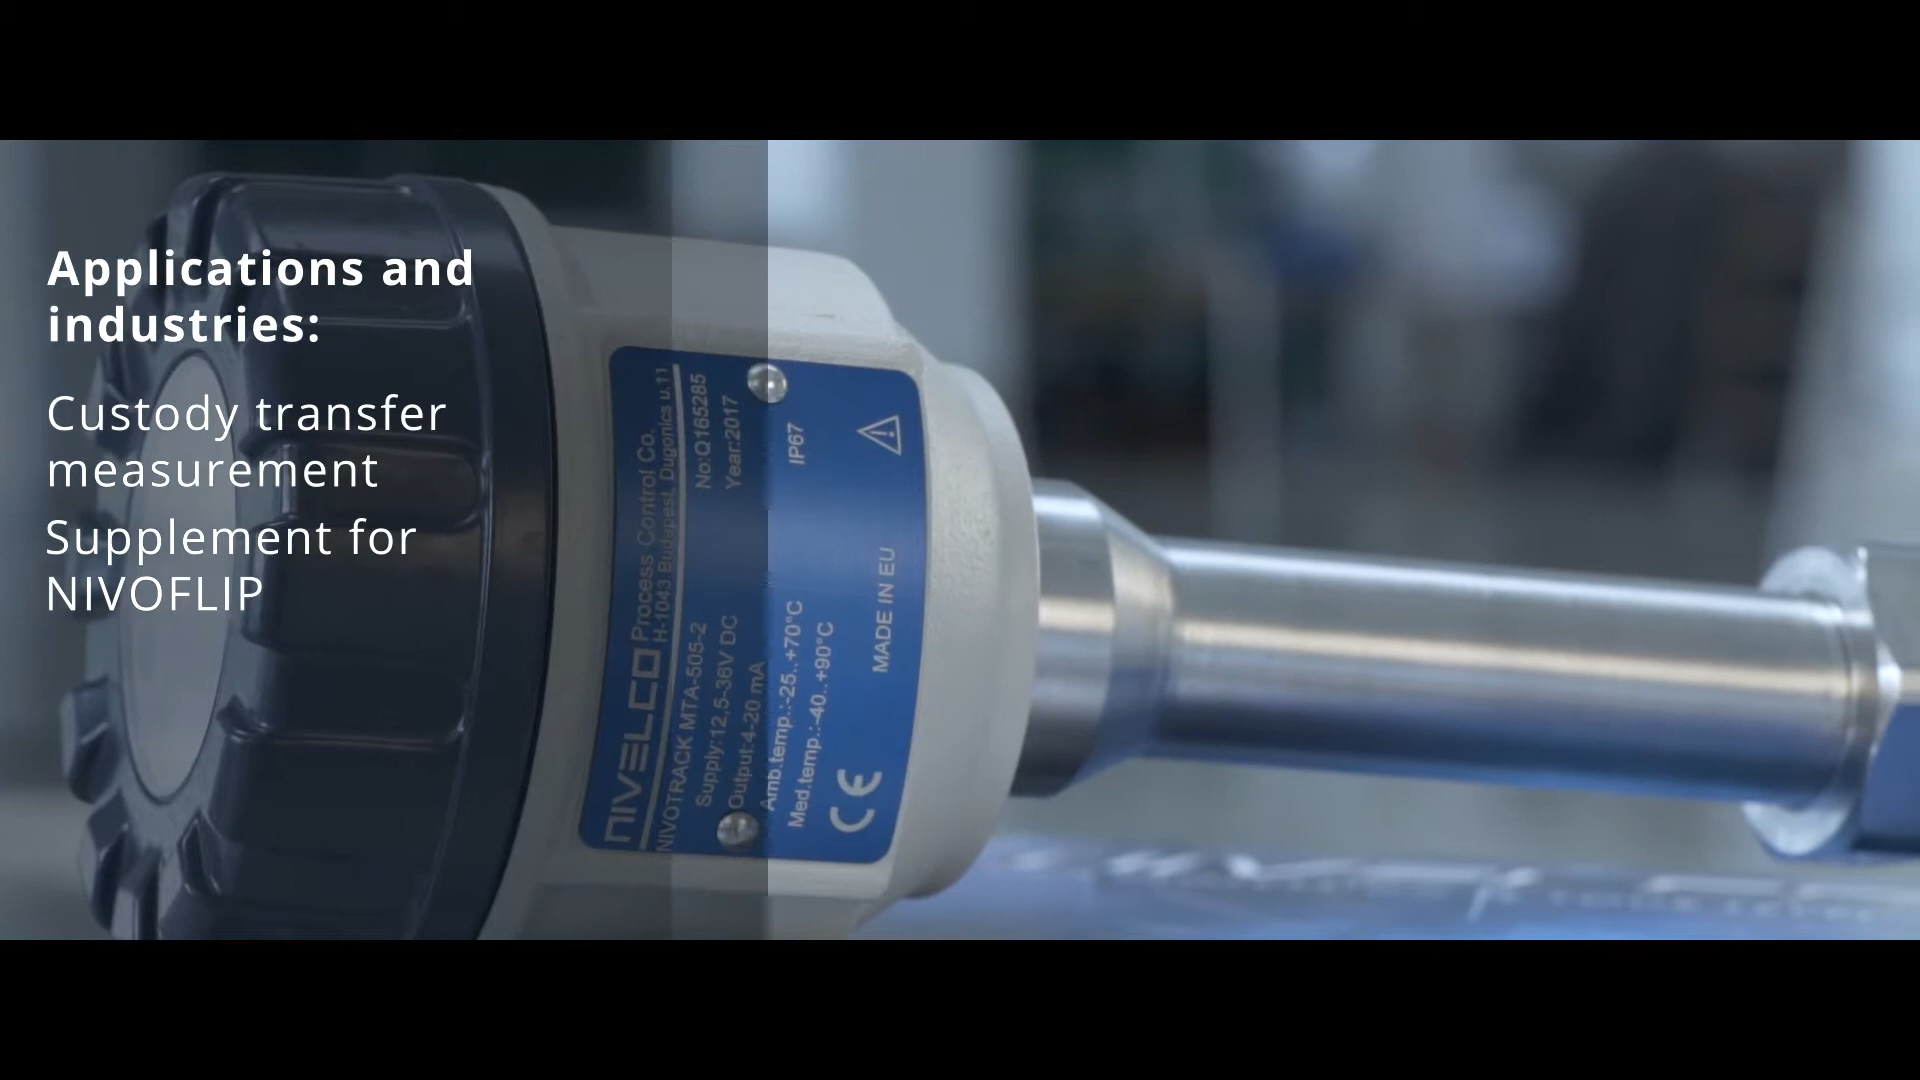 Applications and
industries:
Custody transfer
measurement
Supplement for
NIVOFLIP
NIVELCO Process Control Co.
H-1043 Budapest, Dugonics u.11
NIVOTRACK MTA-505-2
No:Q165285
Supply:12,5-36V DC
Year:2017
Output:4-20 mA
Amb.temp.:-25..+70°C
IP67
Med.temp.:-40..+90°C
CE
MADE IN EU